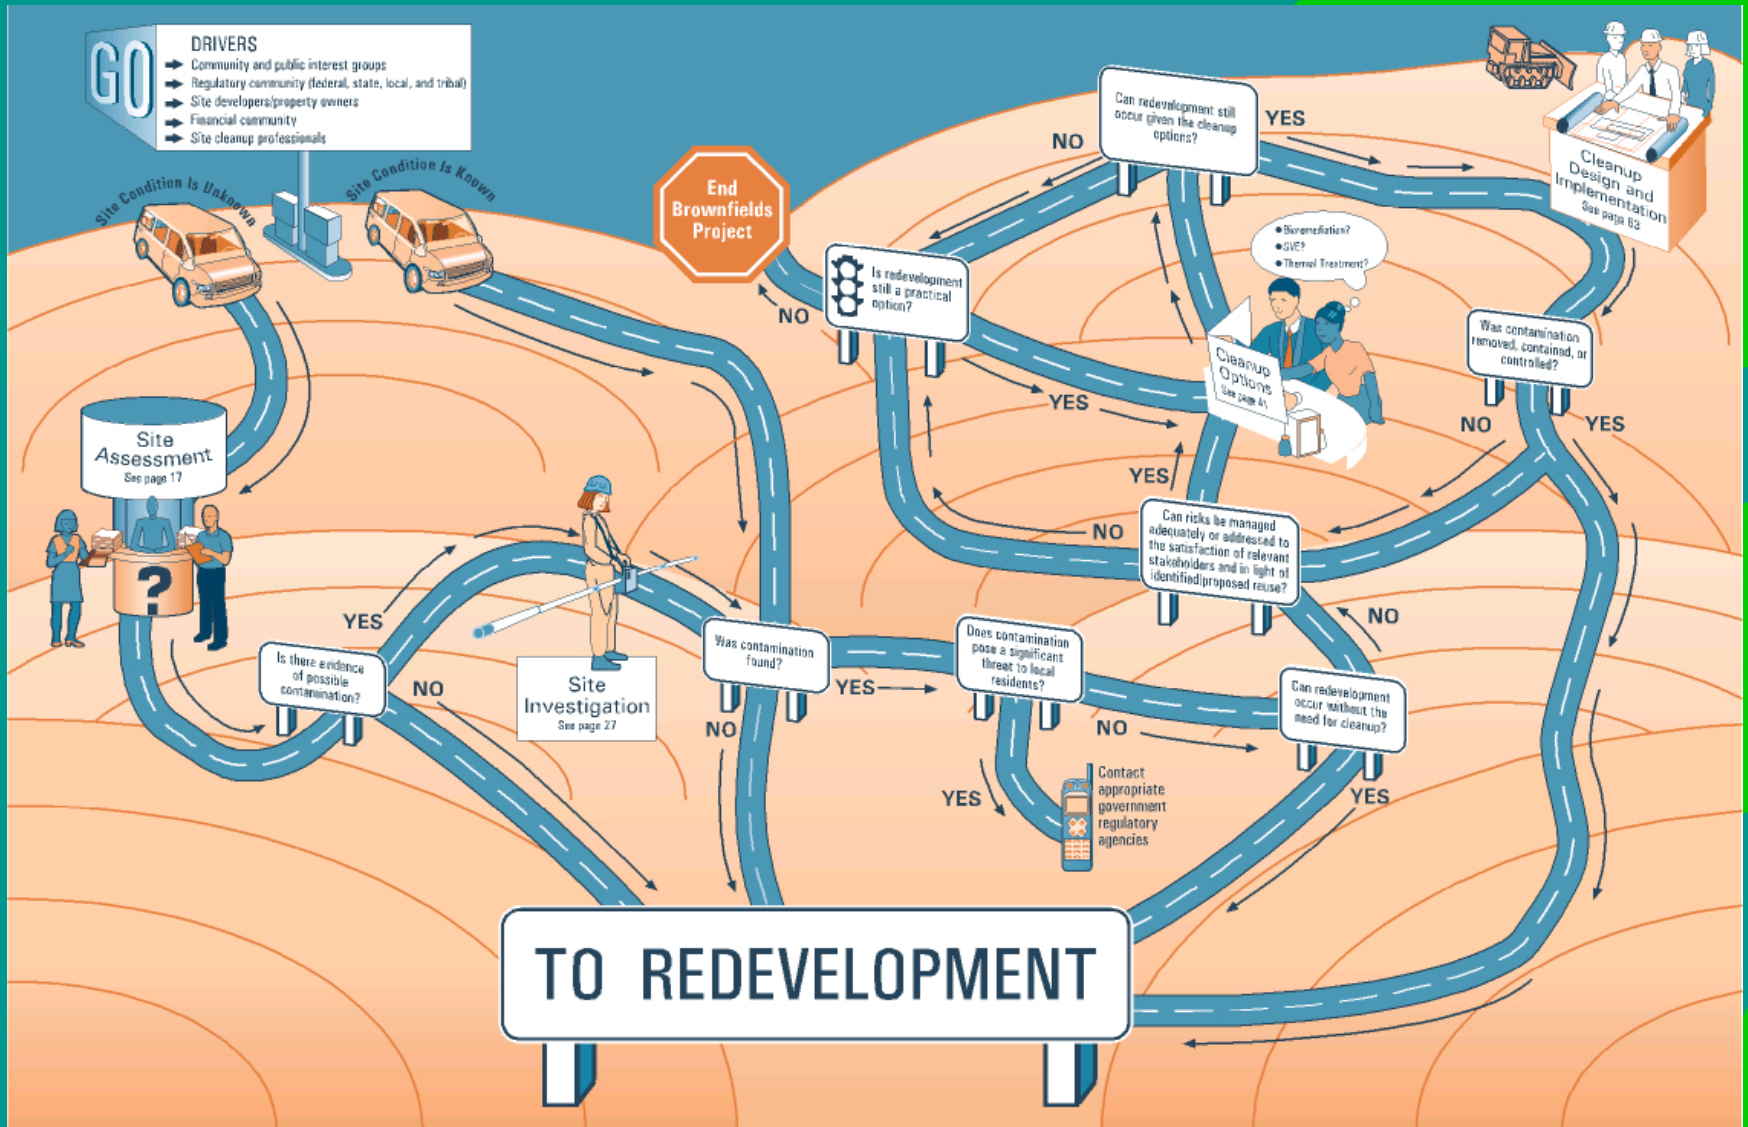 GO
DRIVERS
Community and public interest groups
Regulatory community (federal, state, local, and tribal)
Site developers/property owners
Financial community
Site cleanup professionals
Site Condition Is Unknown
Site Condition Is Known
End
Brownfields
Project
Can redevelopment still
occur given the cleanup
options?
NO
YES
Cleanup
Design and
Implementation
See page 63
Is redevelopment
still a practical
option?
NO
YES
• Bioremediation?
• SVE?
• Thermal Treatment?
Cleanup
Options
See page 41
Was contamination
removed, contained, or
controlled?
NO
YES
Site
Assessment
See page 17
?
YES
Can risks be managed
adequately or addressed to
the satisfaction of relevant
stakeholders and in light of
identified/proposed reuse?
NO
NO
YES
Is there evidence
of possible
contamination?
NO
Site
Investigation
See page 27
Was contamination
found?
YES
NO
Does contamination
pose a significant
threat to local
residents?
NO
YES
Contact
appropriate
government
regulatory
agencies
Can redevelopment
occur without the
need for cleanup?
YES
TO REDEVELOPMENT